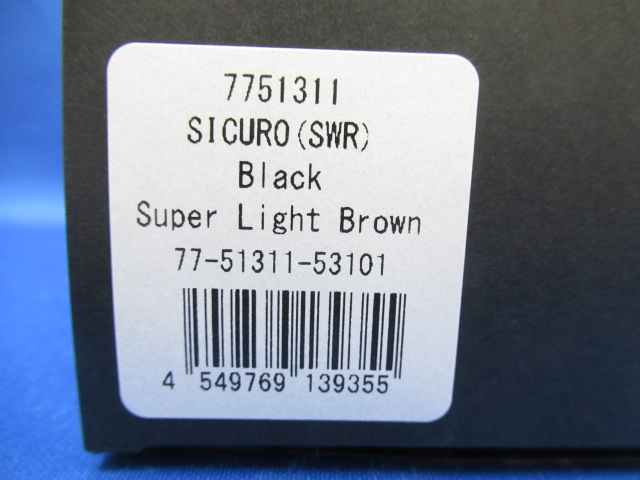 7751311
SICURO(SWR)
Black
Super Light Brown
77-51311-53101
4 549769 139355